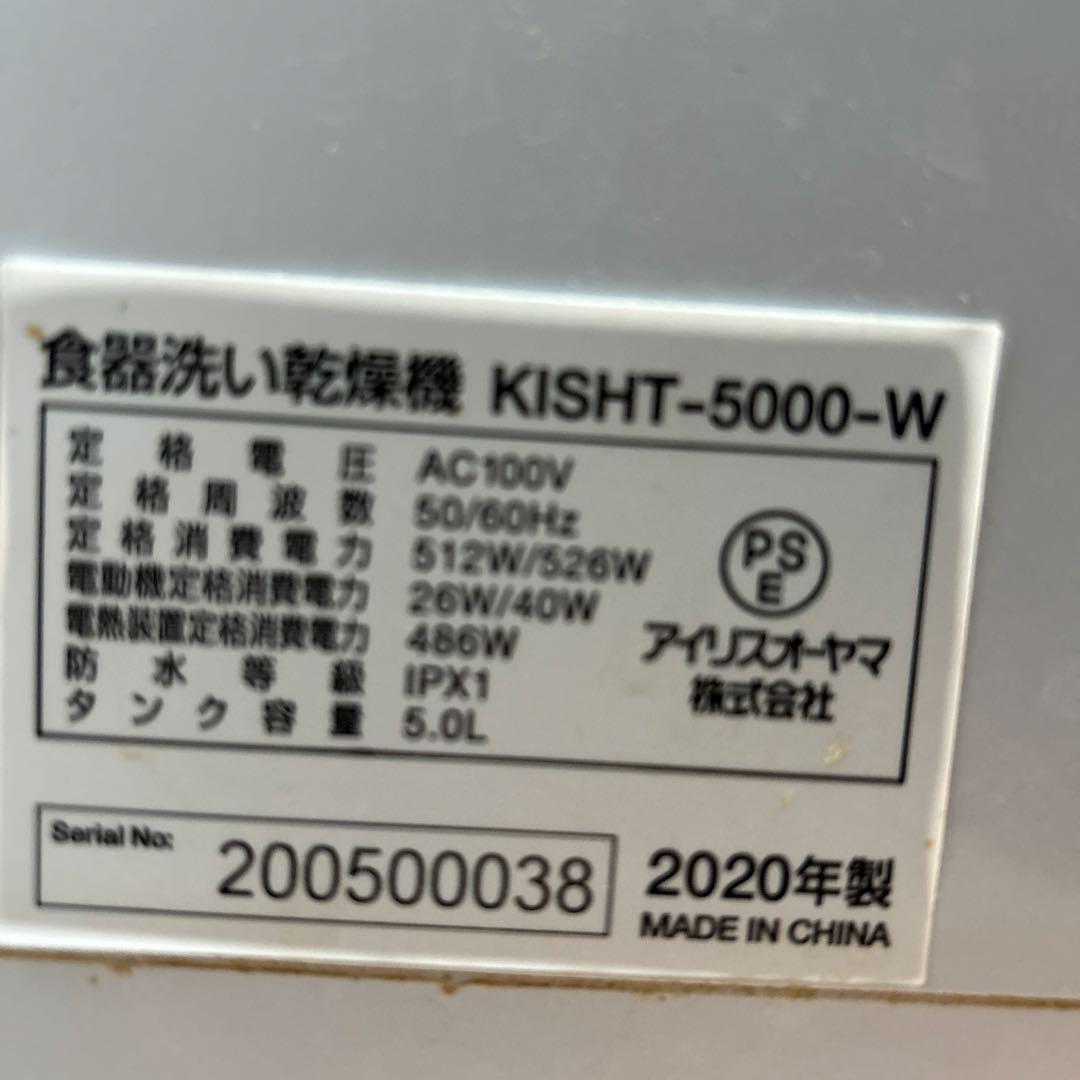 食器洗い乾燥機 KISHT-5000-W
定格電圧 AC100V
定格周波数 50/60Hz
定格消費電力 512W/526W
電動機定格消費電力 26W/40W
電熱装置定格消費電力 486W
防水等級 IPX1
タンク容量 5.0L
PSE
アイリスオーヤマ
株式会社
Serial No: 200500038
2020年製
MADE IN CHINA